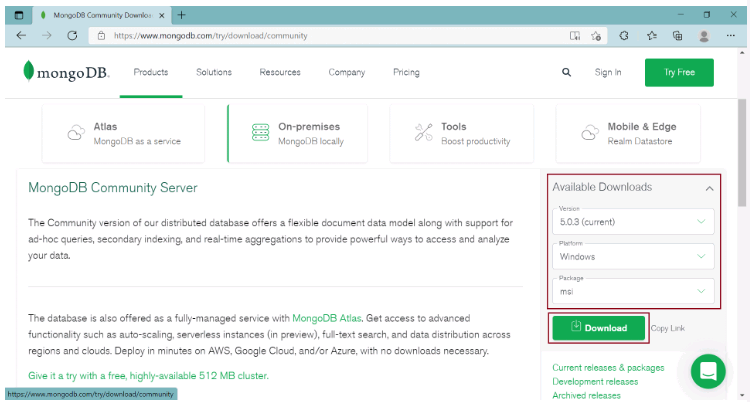 MongoDB Community Downloa
https://www.mongodb.com/try/download/community
mongoDB.
Products
Solutions
Resources
Company
Pricing
Sign In
Try Free
Atlas
MongoDB as a service
On-premises
MongoDB locally
Tools
Boost productivity
Mobile & Edge
Realm Datastore
MongoDB Community Server
The Community version of our distributed database offers a flexible document data model along with support for
ad-hoc queries, secondary indexing, and real-time aggregations to provide powerful ways to access and analyze
your data.
The database is also offered as a fully-managed service with MongoDB Atlas. Get access to advanced
functionality such as auto-scaling, serverless instances (in preview), full-text search, and data distribution across
regions and clouds. Deploy in minutes on AWS, Google Cloud, and/or Azure, with no downloads necessary.
Give it a try with a free, highly-available 512 MB cluster.
Available Downloads
Version
5.0.3 (current)
Platform
Windows
Package
msi
Download
Copy Link
Current releases & packages
Development releases
Archived releases
https://www.mongodb.com/try/download/community